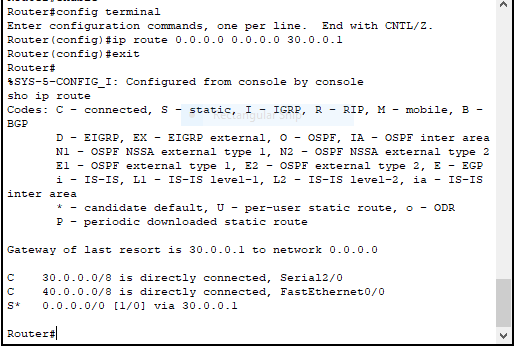 Router#config terminal
Enter configuration commands, one per line.  End with CNTL/Z.
Router(config)#ip route 0.0.0.0 0.0.0.0 30.0.0.1
Router(config)#exit
Router#
%SYS-5-CONFIG_I: Configured from console by console
sho ip route
Codes: C - connected, S - static, I - IGRP, R - RIP, M - mobile, B -
BGP
       D - EIGRP, EX - EIGRP external, O - OSPF, IA - OSPF inter area
       N1 - OSPF NSSA external type 1, N2 - OSPF NSSA external type 2
       E1 - OSPF external type 1, E2 - OSPF external type 2, E - EGP
       i - IS-IS, L1 - IS-IS level-1, L2 - IS-IS level-2, ia - IS-IS
inter area
       * - candidate default, U - per-user static route, o - ODR
       P - periodic downloaded static route

Gateway of last resort is 30.0.0.1 to network 0.0.0.0

C    30.0.0.0/8 is directly connected, Serial2/0
C    40.0.0.0/8 is directly connected, FastEthernet0/0
S*   0.0.0.0/0 [1/0] via 30.0.0.1

Router#
Rectangular Snip